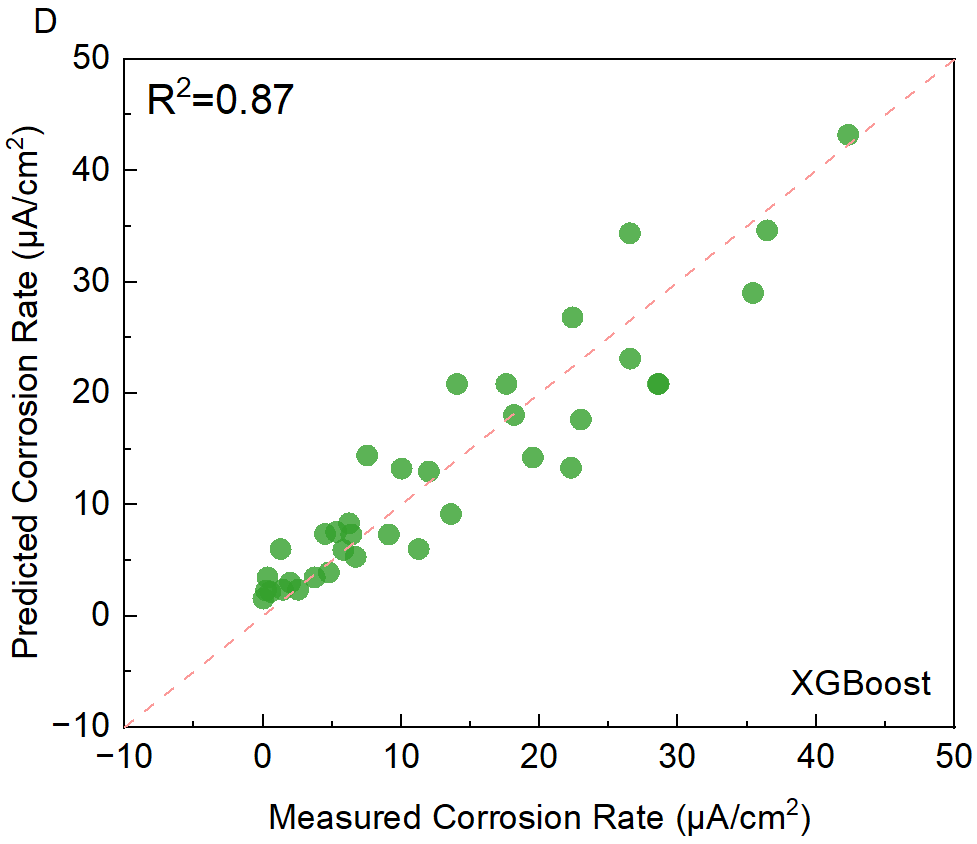 D
R²=0.87
XGBoost
Predicted Corrosion Rate (µA/cm²)
50
40
30
20
10
0
−10
−10 0 10 20 30 40 50
Measured Corrosion Rate (µA/cm²)